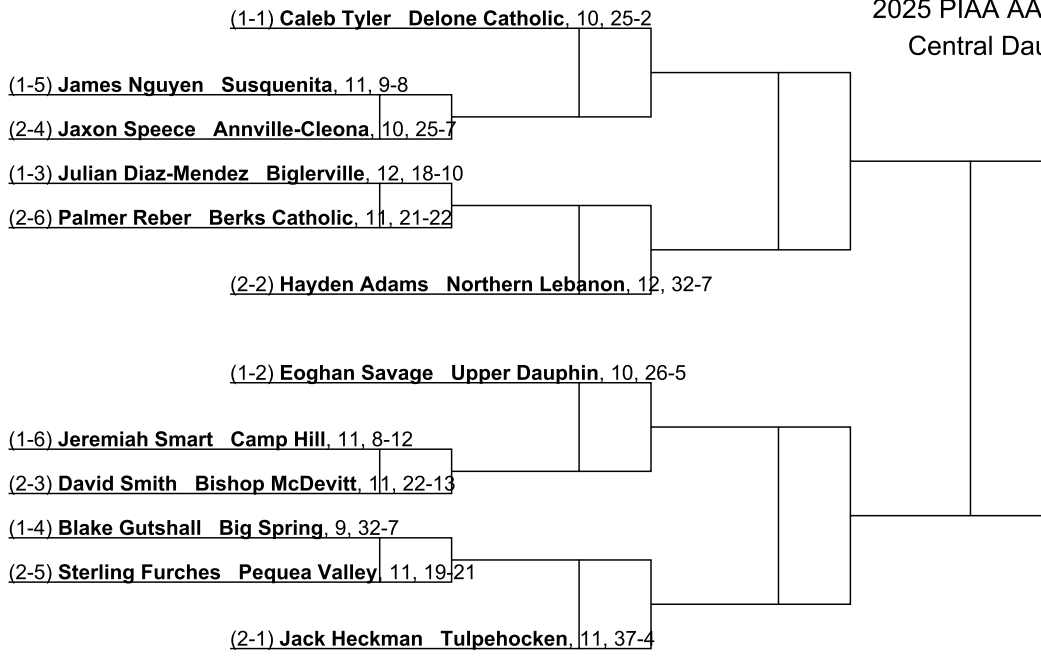 (1-1) Caleb Tyler Delone Catholic, 10, 25-2
2025 PIAA AA
Central Dau
(1-5) James Nguyen Susquenita, 11, 9-8
(2-4) Jaxon Speece Annville-Cleona, 10, 25-7
(1-3) Julian Diaz-Mendez Biglerville, 12, 18-10
(2-6) Palmer Reber Berks Catholic, 11, 21-22
(2-2) Hayden Adams Northern Lebanon, 12, 32-7
(1-2) Eoghan Savage Upper Dauphin, 10, 26-5
(1-6) Jeremiah Smart Camp Hill, 11, 8-12
(2-3) David Smith Bishop McDevitt, 11, 22-13
(1-4) Blake Gutshall Big Spring, 9, 32-7
(2-5) Sterling Furches Pequea Valley, 11, 19-21
(2-1) Jack Heckman Tulpehocken, 11, 37-4